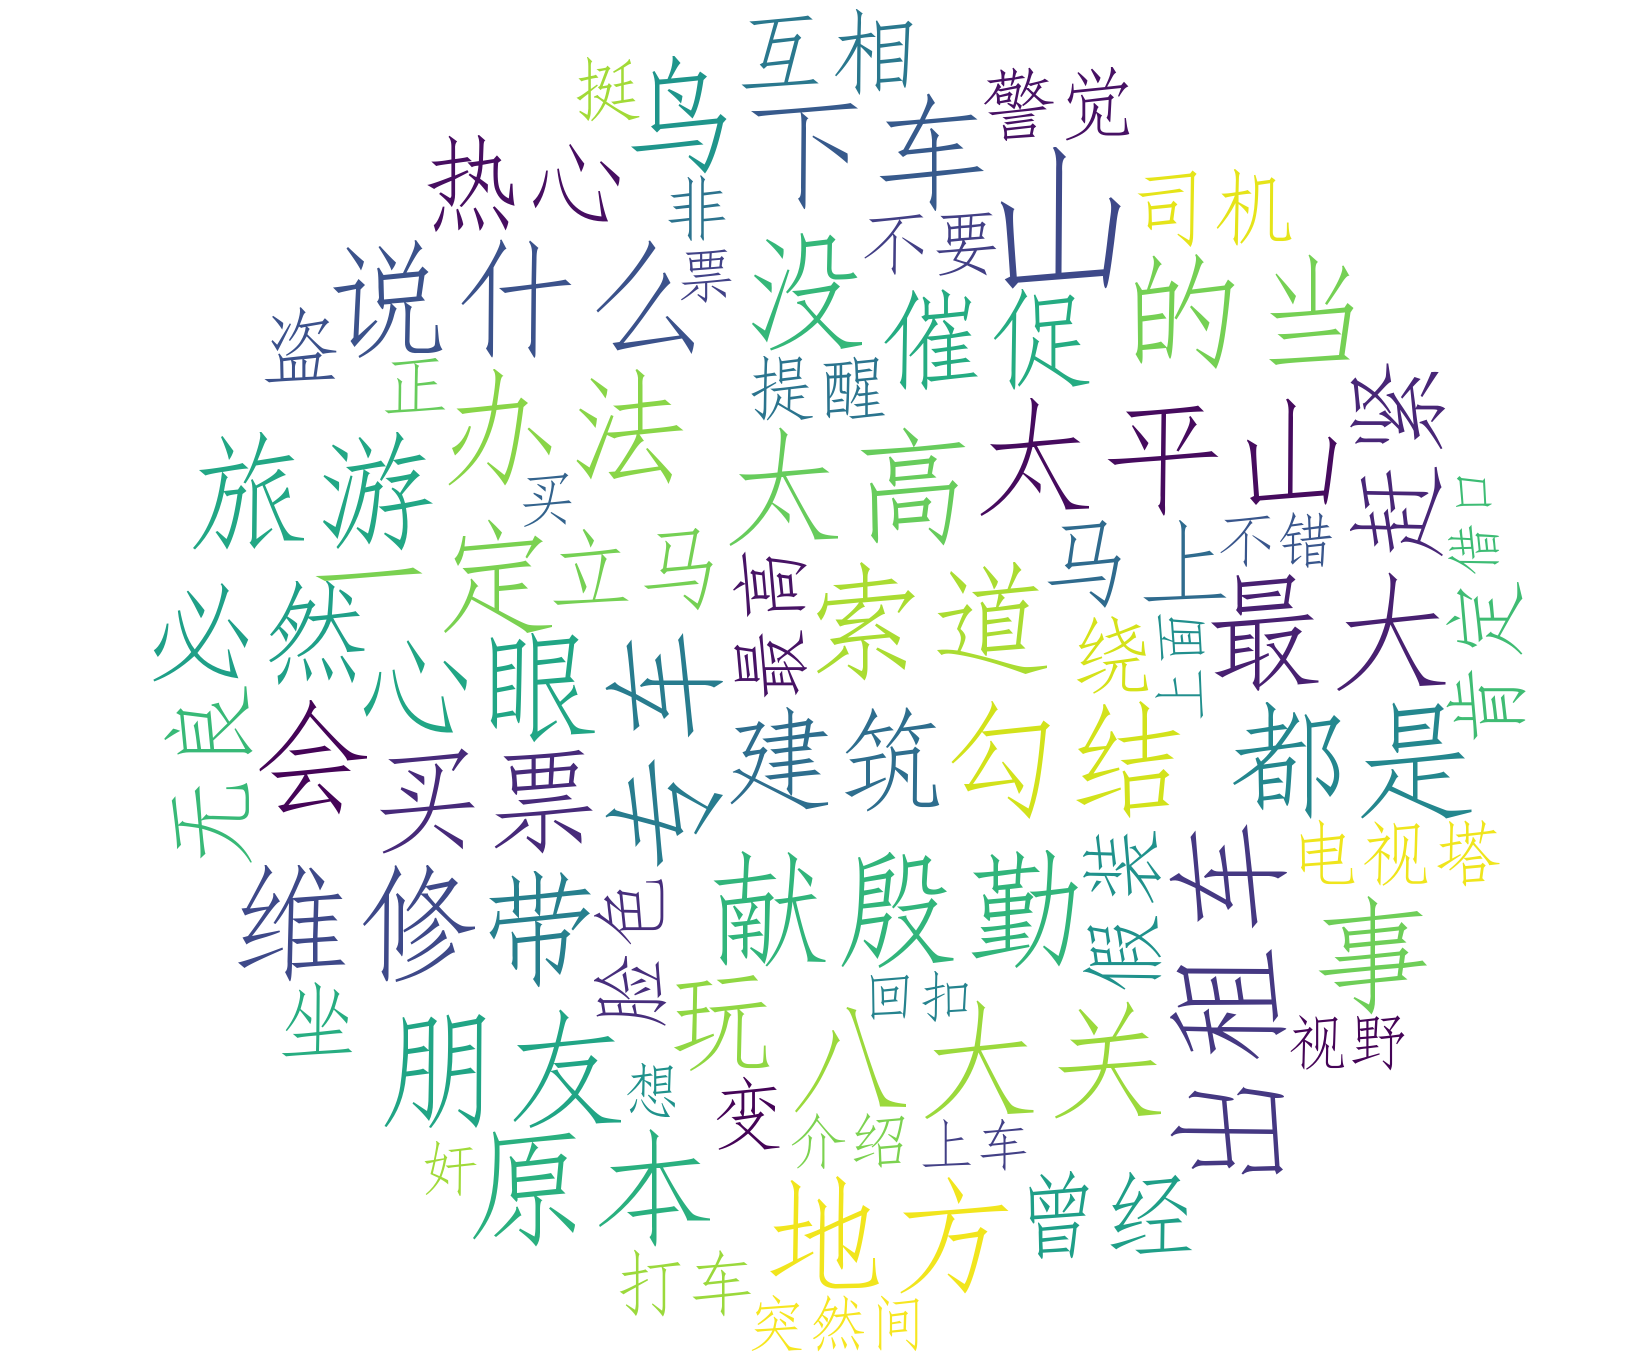 互相
挺
鸟
下车
警觉
热心
山
非
司机
不要
说什么
票
没
的当
催促
盗
正
提醒
办法
太平山
赶紧
旅游
太高
买
借口
不错
马上
一定
立马
最高
必然
索道
最大
肯定
心眼
专车
绕
上面
无良
会
建筑
勾结
都是
买票
电视塔
维修
带
脸色
献殷勤
假装
出租车
事
坐
玩
回扣
视野
朋友
想
变
八大关
介绍
上车
奸
原本
地方
曾经
打车
突然间